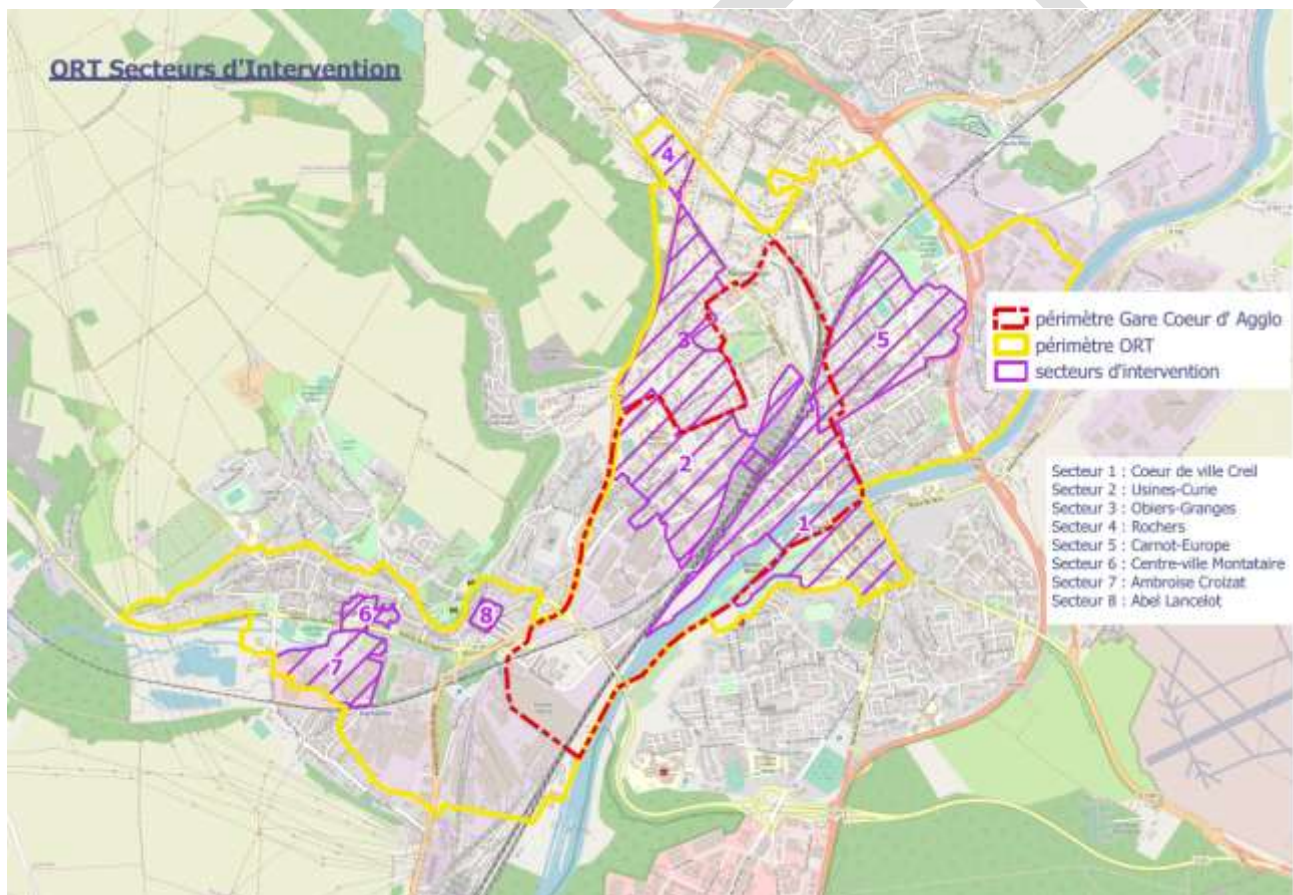 ORT Secteurs d'Intervention
4
5
3
2
1
6
8
7
périmètre Gare Coeur d' Agglo
périmètre ORT
secteurs d'intervention
Secteur 1 : Coeur de ville Creil
Secteur 2 : Usines-Curie
Secteur 3 : Obiers-Granges
Secteur 4 : Rochers
Secteur 5 : Carnot-Europe
Secteur 6 : Centre-ville Montataire
Secteur 7 : Ambroise Croizat
Secteur 8 : Abel Lancelot